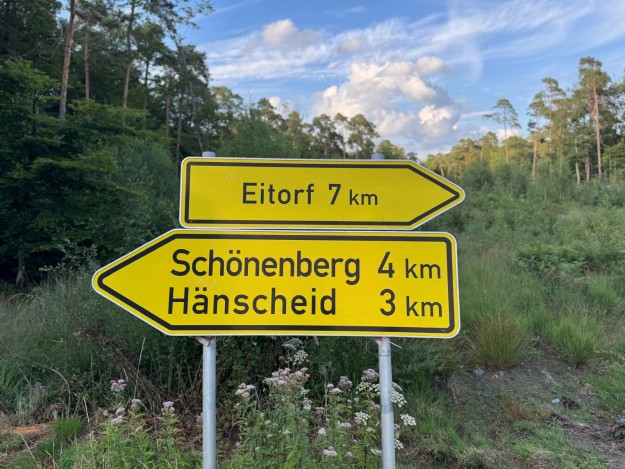 Eitorf 7 km
Schönenberg 4 km
Hänscheid 3 km